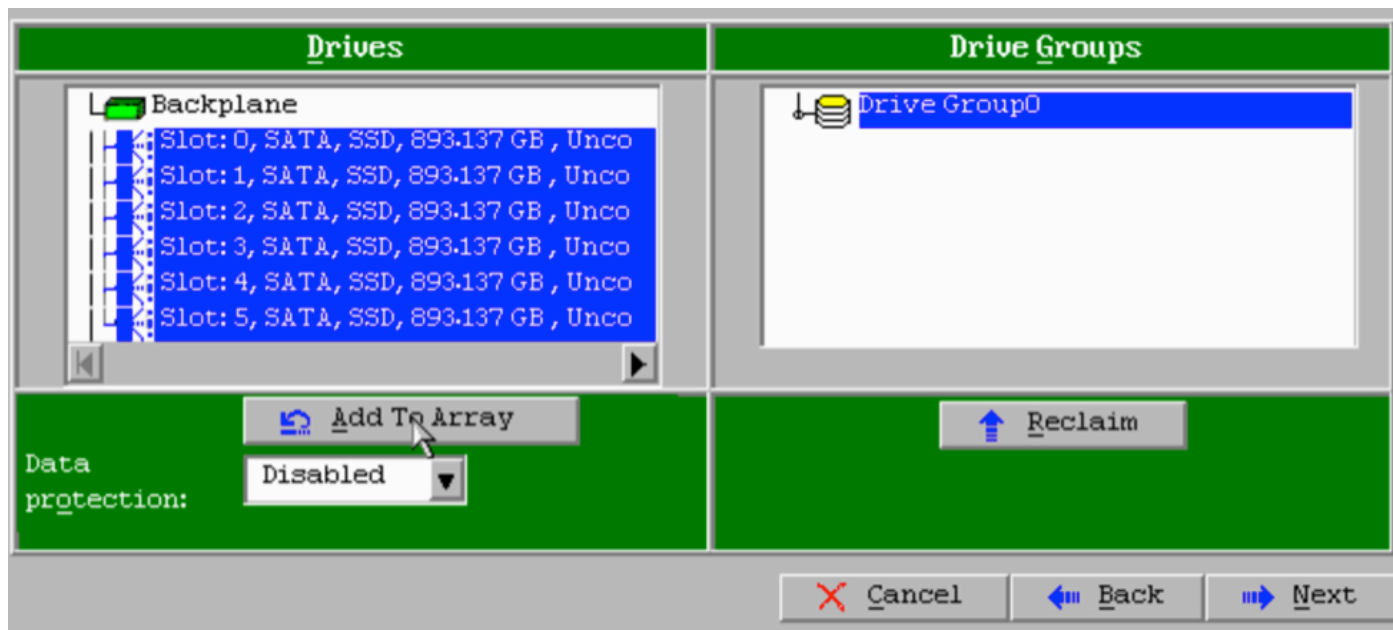 Drives
Drive Groups
Backplane
Slot: 0, SATA, SSD, 893.137 GB , Unco
Slot: 1, SATA, SSD, 893.137 GB , Unco
Slot: 2, SATA, SSD, 893.137 GB , Unco
Slot: 3, SATA, SSD, 893.137 GB , Unco
Slot: 4, SATA, SSD, 893.137 GB , Unco
Slot: 5, SATA, SSD, 893.137 GB , Unco
Drive Group0
Add To Array
Data
protection:
Disabled
Reclaim
Cancel
Back
Next